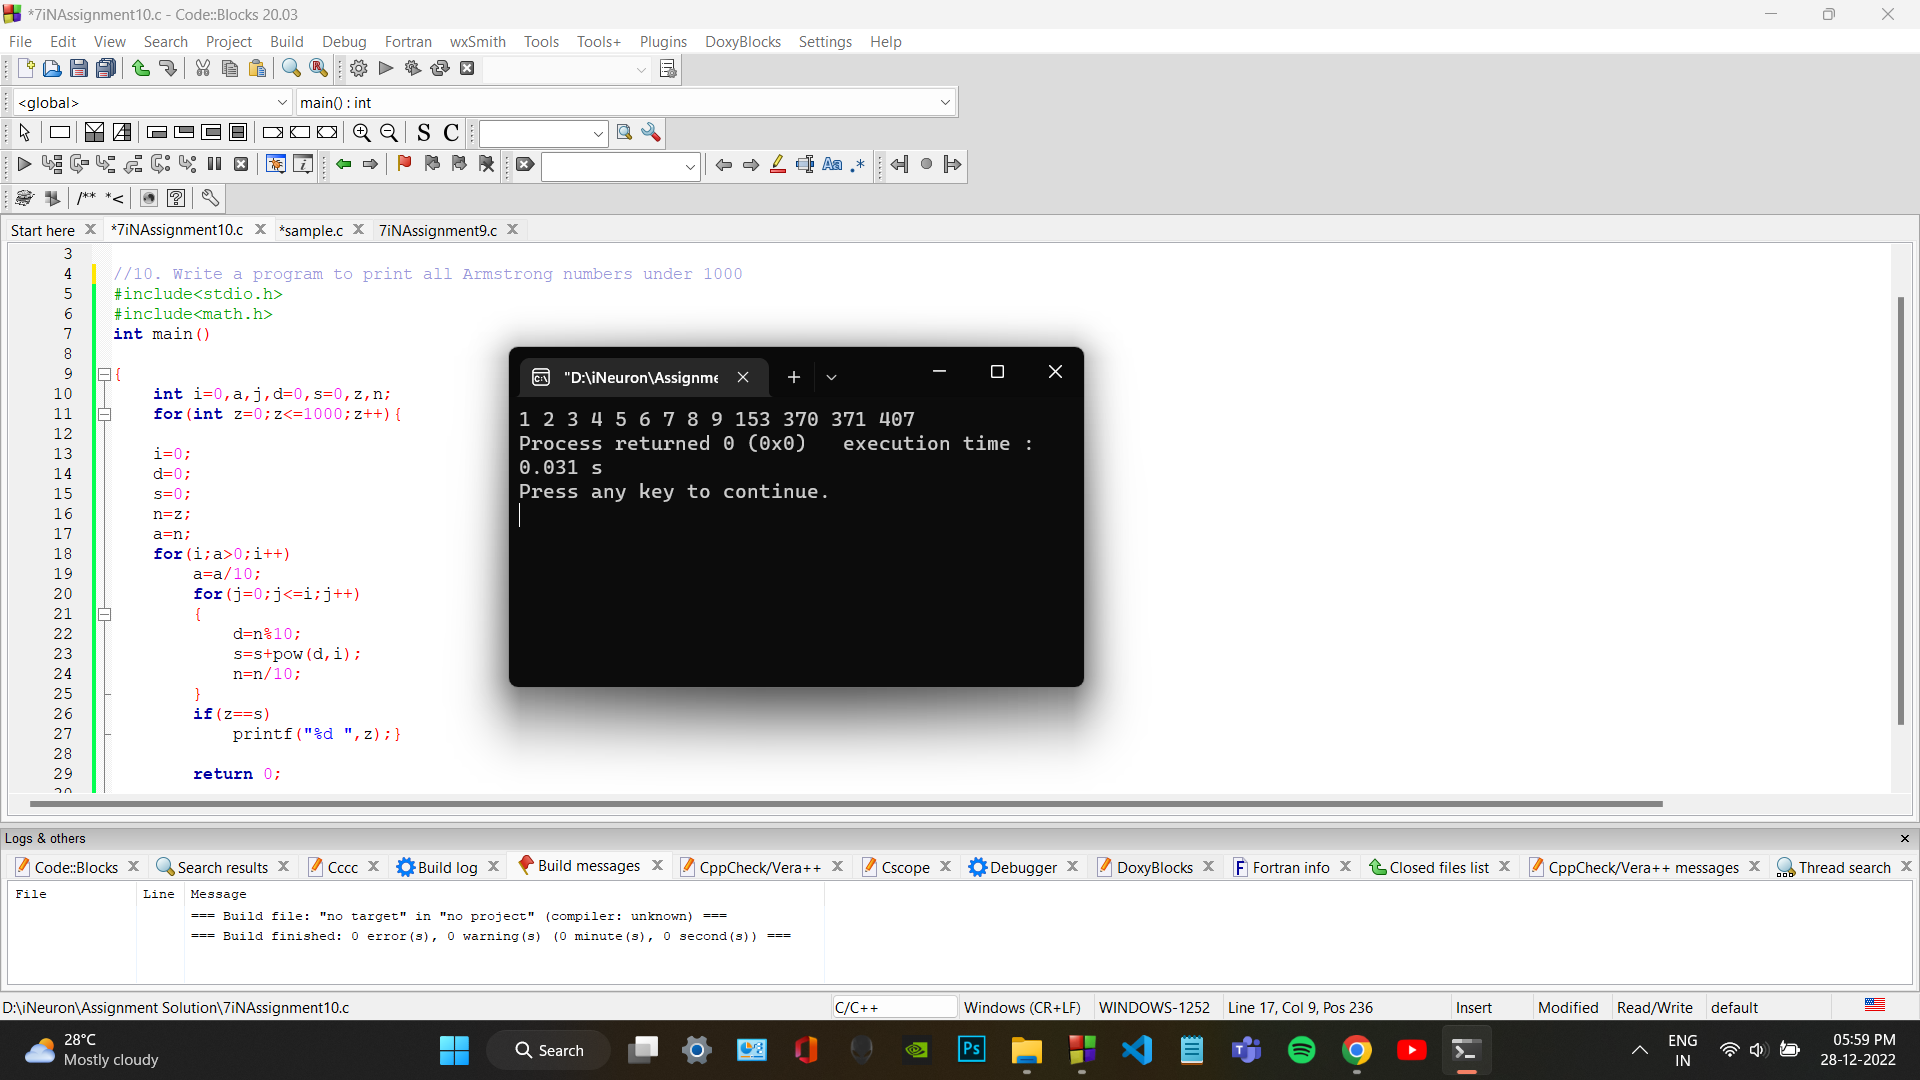 *7iNAssignment10.c - Code::Blocks 20.03
File Edit View Search Project Build Debug Fortran wxSmith Tools Tools+ Plugins DoxyBlocks Settings Help
<global> main() : int
S C
Aa .*
/** *<
Start here *7iNAssignment10.c *sample.c 7iNAssignment9.c
3
4 //10. Write a program to print all Armstrong numbers under 1000
5 #include<stdio.h>
6 #include<math.h>
7 int main()
8
9 {
10 int i=0,a,j,d=0,s=0,z,n;
11 for(int z=0;z<=1000;z++){
12
13 i=0;
14 d=0;
15 s=0;
16 n=z;
17 a=n;
18 for(i;a>0;i++)
19 a=a/10;
20 for(j=0;j<=i;j++)
21 {
22 d=n%10;
23 s=s+pow(d,i);
24 n=n/10;
25 }
26 if(z==s)
27 printf("%d ",z);}
28
29 return 0;
30
"D:\iNeuron\Assignme
1 2 3 4 5 6 7 8 9 153 370 371 407
Process returned 0 (0x0) execution time :
0.031 s
Press any key to continue.
Logs & others
Code::Blocks Search results Cccc Build log Build messages CppCheck/Vera++ Cscope Debugger DoxyBlocks Fortran info Closed files list CppCheck/Vera++ messages Thread search
File Line Message
=== Build file: "no target" in "no project" (compiler: unknown) ===
=== Build finished: 0 error(s), 0 warning(s) (0 minute(s), 0 second(s)) ===
D:\iNeuron\Assignment Solution\7iNAssignment10.c C/C++ Windows (CR+LF) WINDOWS-1252 Line 17, Col 9, Pos 236 Insert Modified Read/Write default
28°C
Mostly cloudy
Search
Ps
ENG
IN
05:59 PM
28-12-2022